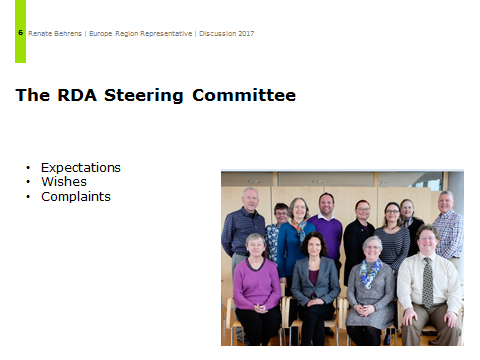 6 Renate Behrens | Europe Region Representative | Discussion 2017
The RDA Steering Committee
• Expectations
• Wishes
• Complaints